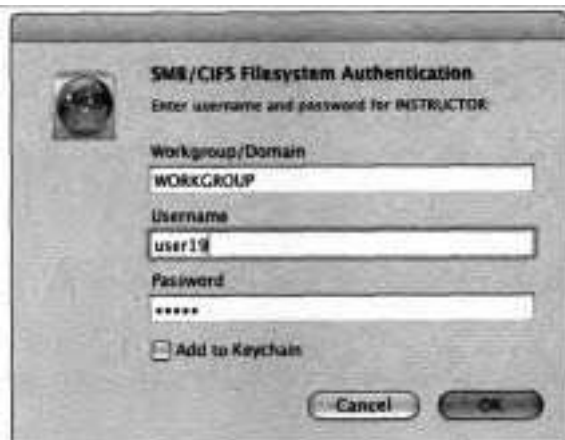 SMB/CIFS Filesystem Authentication
Enter username and password for INSTRUCTOR
Workgroup/Domain
WORKGROUP
Username
user19
Password
•••••
Add to Keychain
Cancel
OK